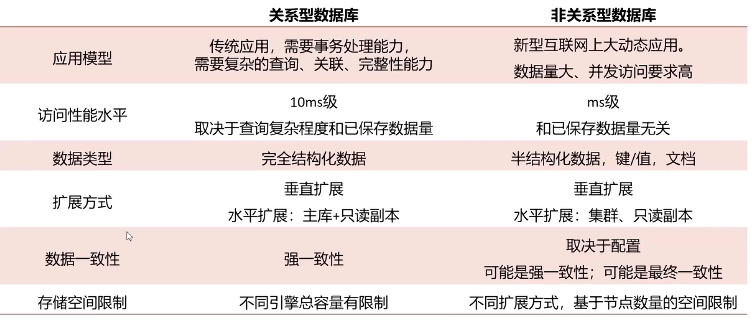 关系型数据库 非关系型数据库
应用模型 传统应用，需要事务处理能力，
需要复杂的查询、关联、完整性能力 新型互联网上大动态应用。
数据量大、并发访问要求高
访问性能水平 10ms级 ms级
取决于查询复杂程度和已保存数据量 和已保存数据量无关
数据类型 完全结构化数据 半结构化数据，键/值，文档
扩展方式 垂直扩展 垂直扩展
水平扩展：主库+只读副本 水平扩展：集群、只读副本
数据一致性 强一致性 取决于配置
可能是强一致性；可能是最终一致性
存储空间限制 不同引擎总容量有限制 不同扩展方式，基于节点数量的空间限制